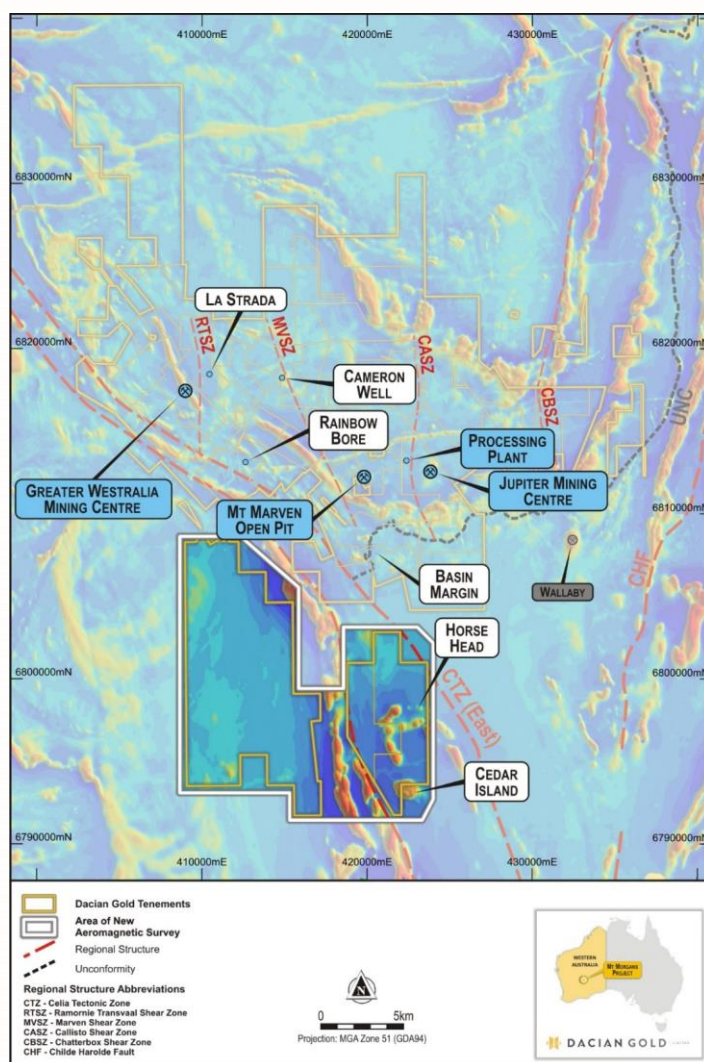 410000mE
420000mE
430000mE
6830000mN
6830000mN
LA STRADA
6820000mN
6820000mN
RTSZ
MVSZ
CASZ
CBSZ
UNC
CAMERON
WELL
RAINBOW
BORE
PROCESSING
PLANT
GREATER WESTRALIA
MINING CENTRE
MT MARVEN
OPEN PIT
JUPITER MINING
CENTRE
6810000mN
BASIN
MARGIN
WALLABY
CHF
HORSE
HEAD
6800000mN
6800000mN
CTZ (East)
CEDAR
ISLAND
6790000mN
6790000mN
410000mE
420000mE
430000mE
Dacian Gold Tenements
Area of New
Aeromagnetic Survey
Regional Structure
Unconformity
Regional Structure Abbreviations
CTZ - Celia Tectonic Zone
RTSZ - Ramornie Transvaal Shear Zone
MVSZ - Marven Shear Zone
CASZ - Callisto Shear Zone
CBSZ - Chatterbox Shear Zone
CHF - Childe Harolde Fault
N
0
5km
Projection: MGA Zone 51 (GDA94)
WESTERN
AUSTRALIA
MT MORGANS
PROJECT
DACIAN GOLD